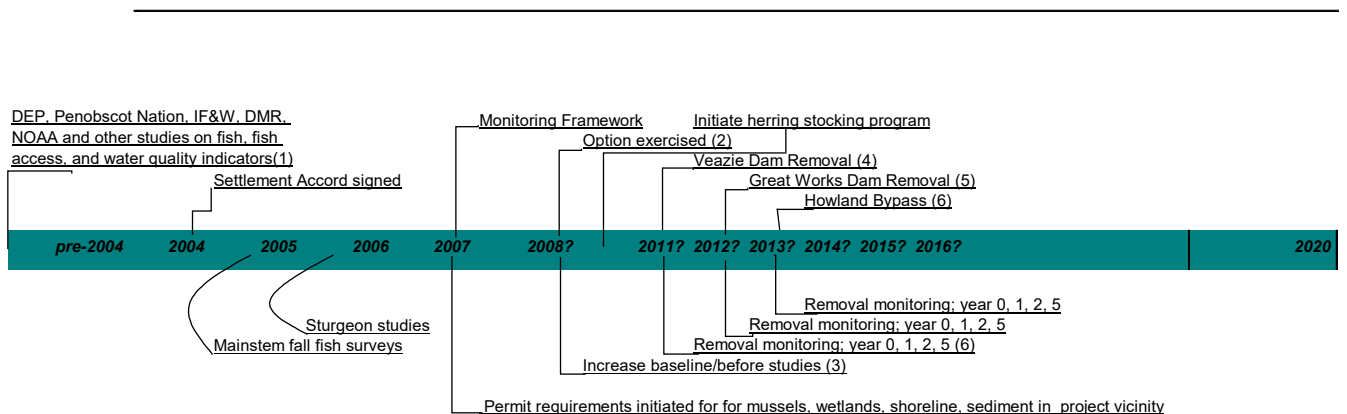 DEP, Penobscot Nation, IF&W, DMR,
NOAA and other studies on fish, fish
access, and water quality indicators(1)
Settlement Accord signed
Monitoring Framework
Option exercised (2)
Initiate herring stocking program
Veazie Dam Removal (4)
Great Works Dam Removal (5)
Howland Bypass (6)
pre-2004 2004 2005 2006 2007 2008? 2011? 2012? 2013? 2014? 2015? 2016? 2020
Removal monitoring; year 0, 1, 2, 5
Sturgeon studies
Removal monitoring; year 0, 1, 2, 5
Mainstem fall fish surveys
Removal monitoring; year 0, 1, 2, 5 (6)
Increase baseline/before studies (3)
Permit requirements initiated for for mussels, wetlands, shoreline, sediment in project vicinity